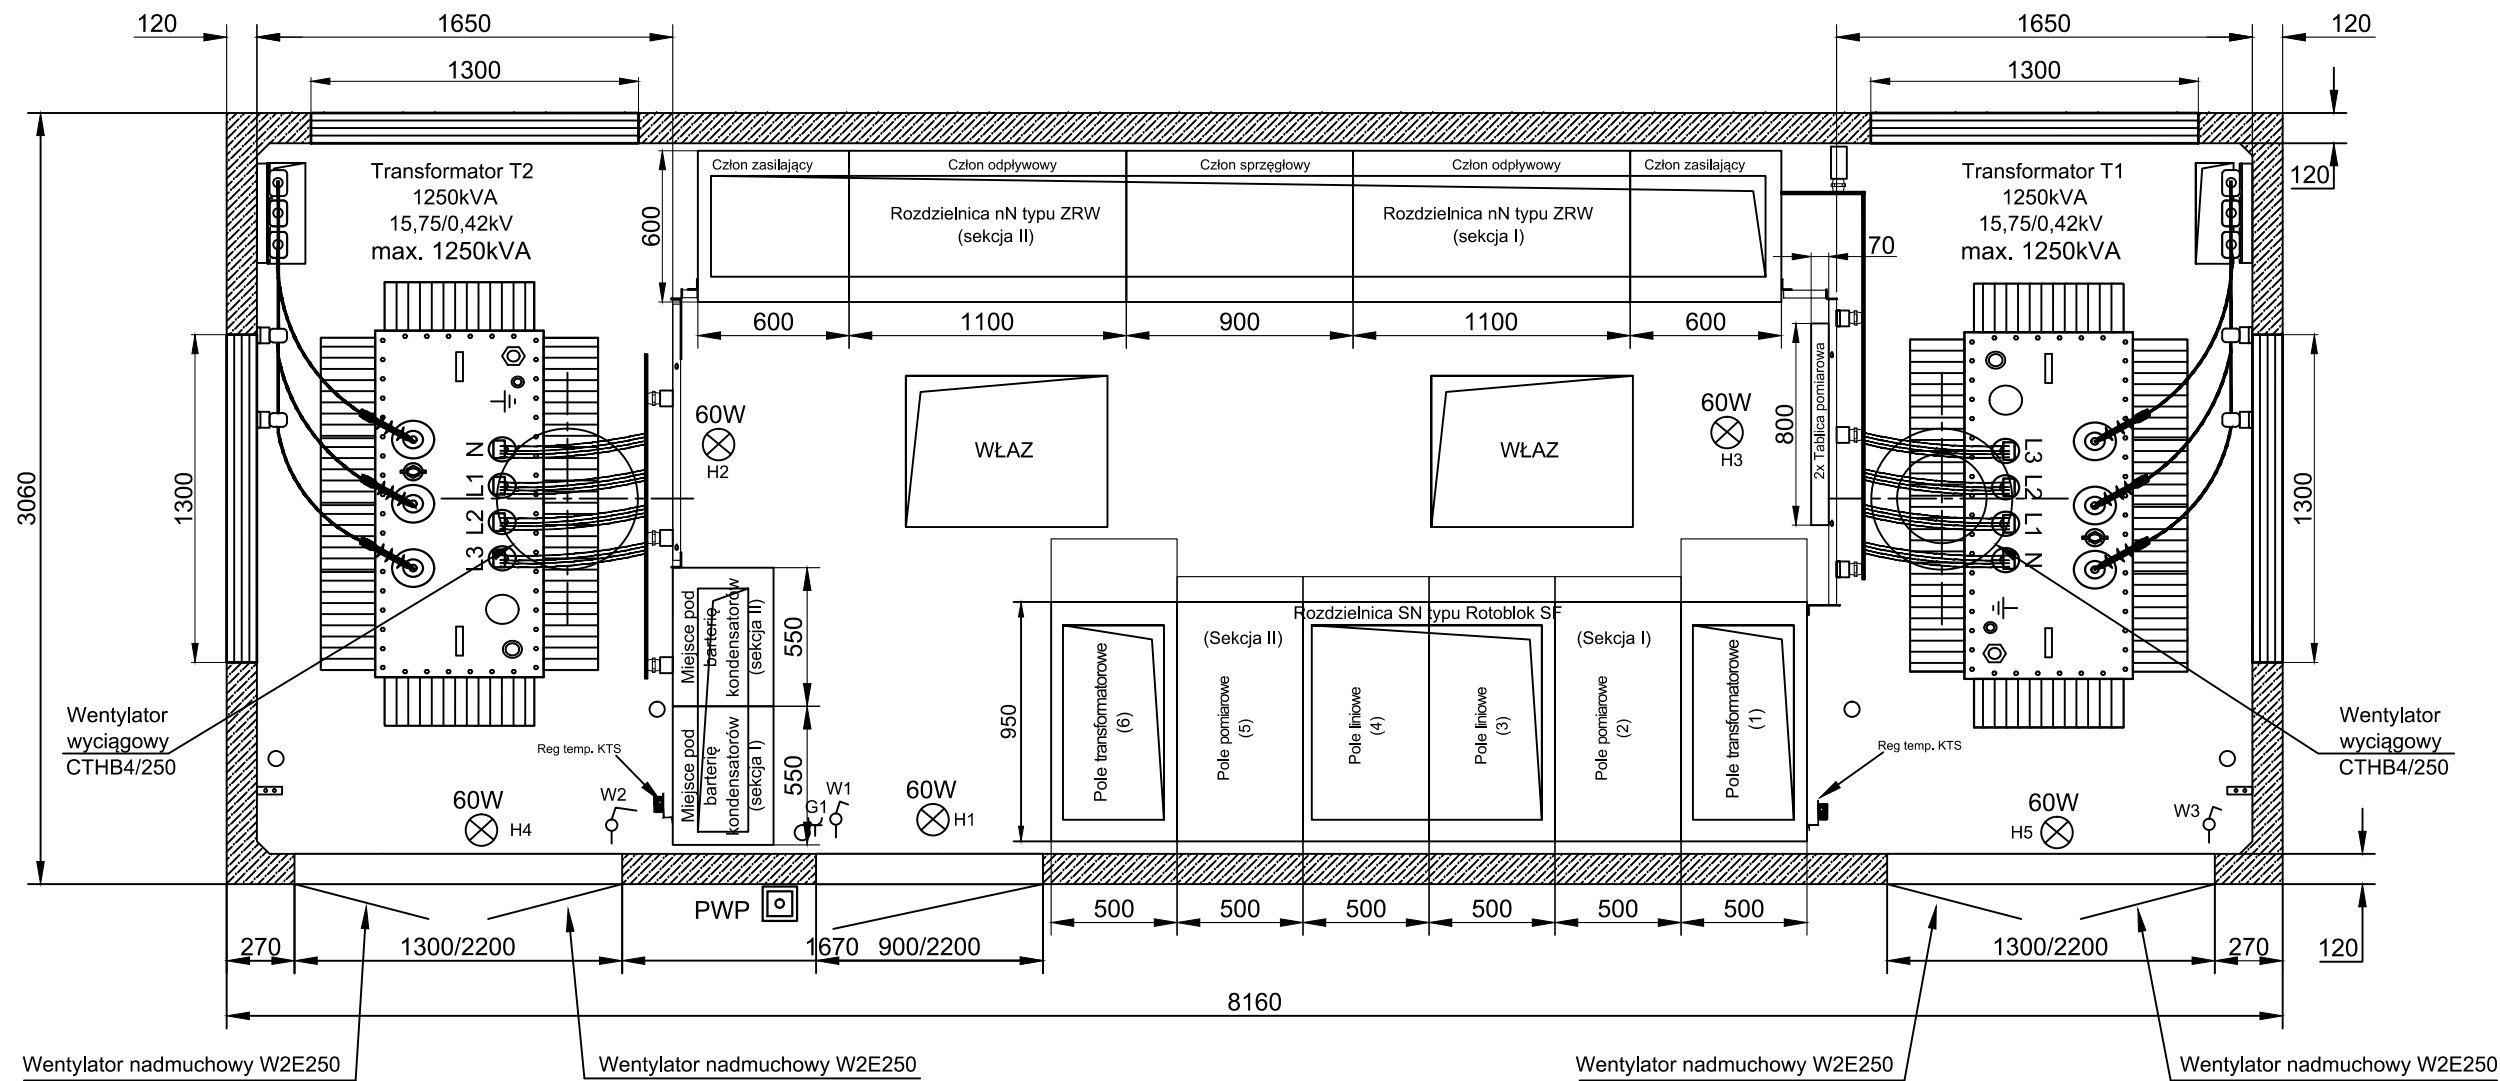 120
1650
1650
120
1300
1300
Transformator T2
1250kVA
15,75/0,42kV
max. 1250kVA
Człon zasilający
Człon odpływowy
Człon sprzęgłowy
Człon odpływowy
Człon zasilający
Rozdzielnica nN typu ZRW
(sekcja II)
Rozdzielnica nN typu ZRW
(sekcja I)
600
Transformator T1
1250kVA
15,75/0,42kV
max. 1250kVA
120
70
600
1100
900
1100
600
3060
1300
N
L1
L2
L3
60W
H2
WŁAZ
WŁAZ
60W
H3
800
2x Tablica pomiarowa
L3
L2
L1
N
1300
Miejsce pod
barterię
kondensatorów
(sekcja II)
550
Miejsce pod
barterię
kondensatorów
(sekcja I)
550
Rozdzielnica SN typu Rotoblok SF
(Sekcja II)
(Sekcja I)
950
Pole transformatorowe
(6)
Pole pomiarowe
(5)
Pole liniowe
(4)
Pole liniowe
(3)
Pole pomiarowe
(2)
Pole transformatorowe
(1)
Wentylator
wyciągowy
CTHB4/250
Reg temp. KTS
Reg temp. KTS
Wentylator
wyciągowy
CTHB4/250
60W
H4
W2
G1
W1
60W
H1
60W
H5
W3
PWP
500
500
500
500
500
500
270
1300/2200
1670
900/2200
1300/2200
270
120
8160
Wentylator nadmuchowy W2E250
Wentylator nadmuchowy W2E250
Wentylator nadmuchowy W2E250
Wentylator nadmuchowy W2E250